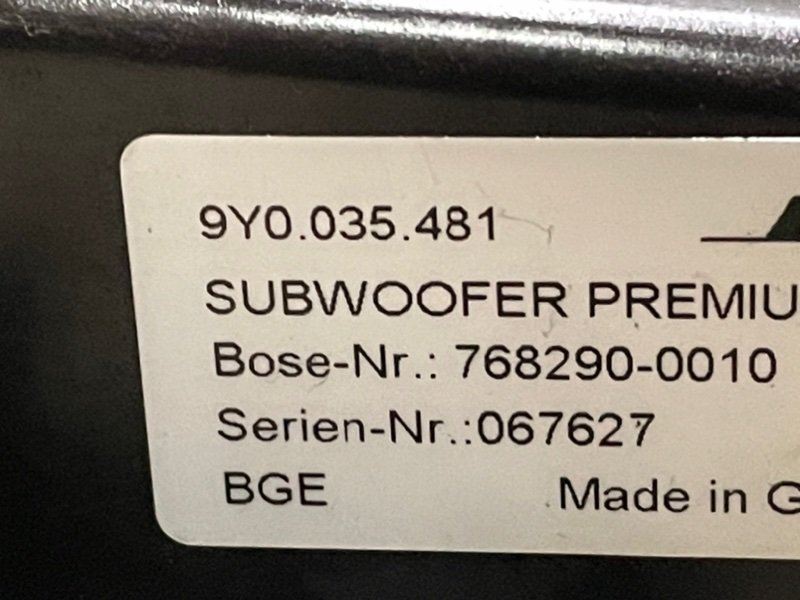 9Y0.035.481
SUBWOOFER PREMIU
Bose-Nr.: 768290-0010
Serien-Nr.:067627
BGE
Made in G